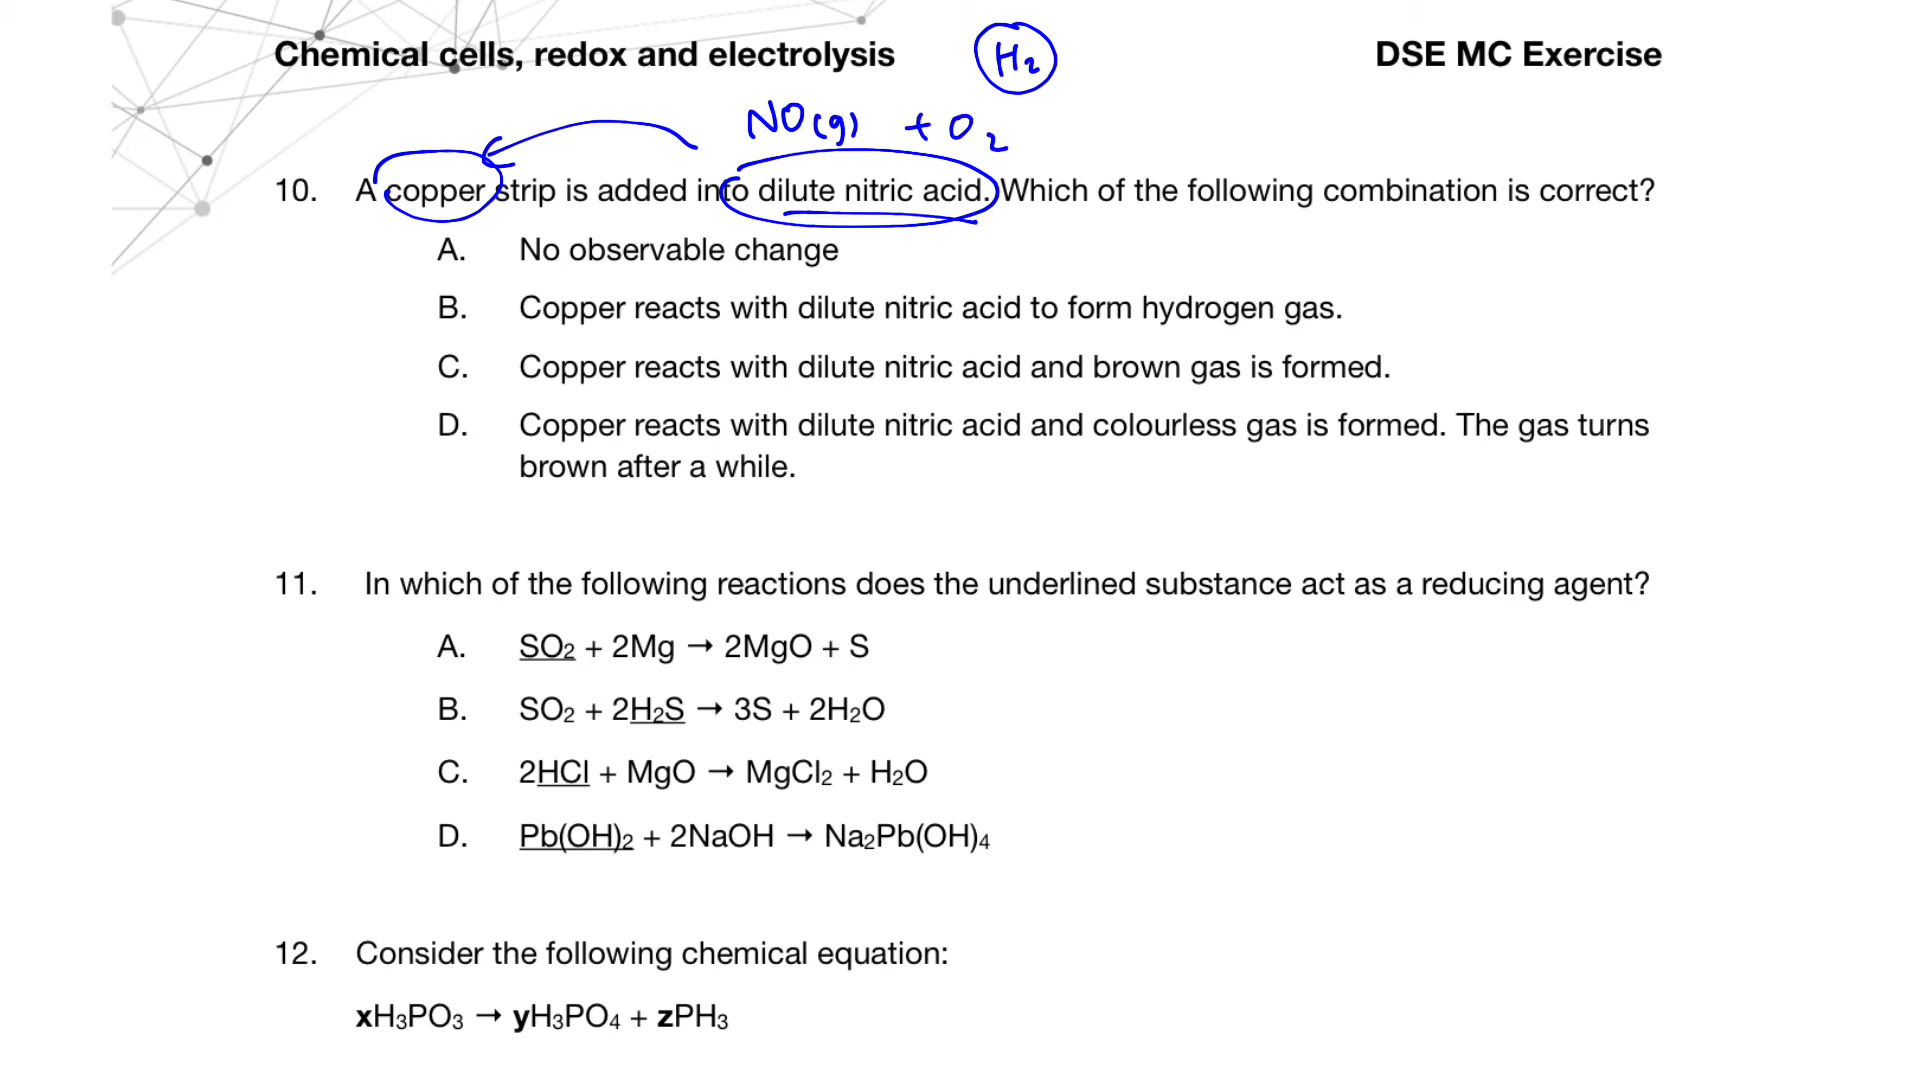 Chemical cells, redox and electrolysis H₂ DSE MC Exercise
NO(g) + O₂
10. A copper strip is added into dilute nitric acid. Which of the following combination is correct?
A. No observable change
B. Copper reacts with dilute nitric acid to form hydrogen gas.
C. Copper reacts with dilute nitric acid and brown gas is formed.
D. Copper reacts with dilute nitric acid and colourless gas is formed. The gas turns
brown after a while.
11. In which of the following reactions does the underlined substance act as a reducing agent?
A. SO₂ + 2Mg → 2MgO + S
B. SO₂ + 2H₂S → 3S + 2H₂O
C. 2HCl + MgO → MgCl₂ + H₂O
D. Pb(OH)₂ + 2NaOH → Na₂Pb(OH)₄
12. Consider the following chemical equation:
xH₃PO₃ → yH₃PO₄ + zPH₃